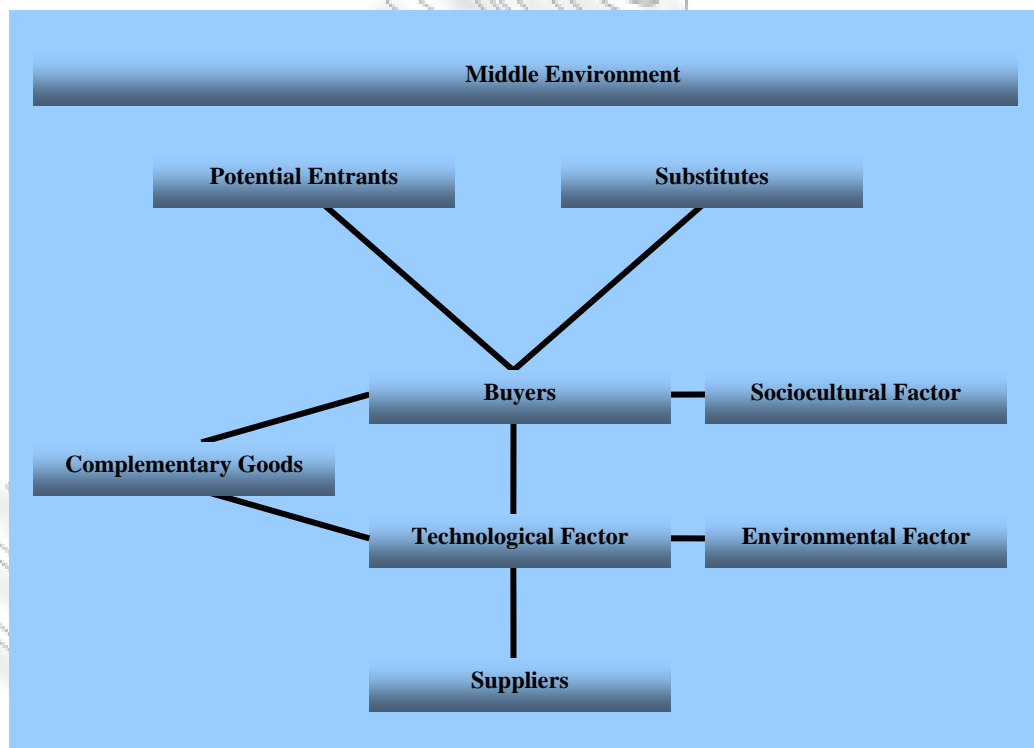 Middle Environment
Potential Entrants
Substitutes
Buyers
Sociocultural Factor
Complementary Goods
Technological Factor
Environmental Factor
Suppliers